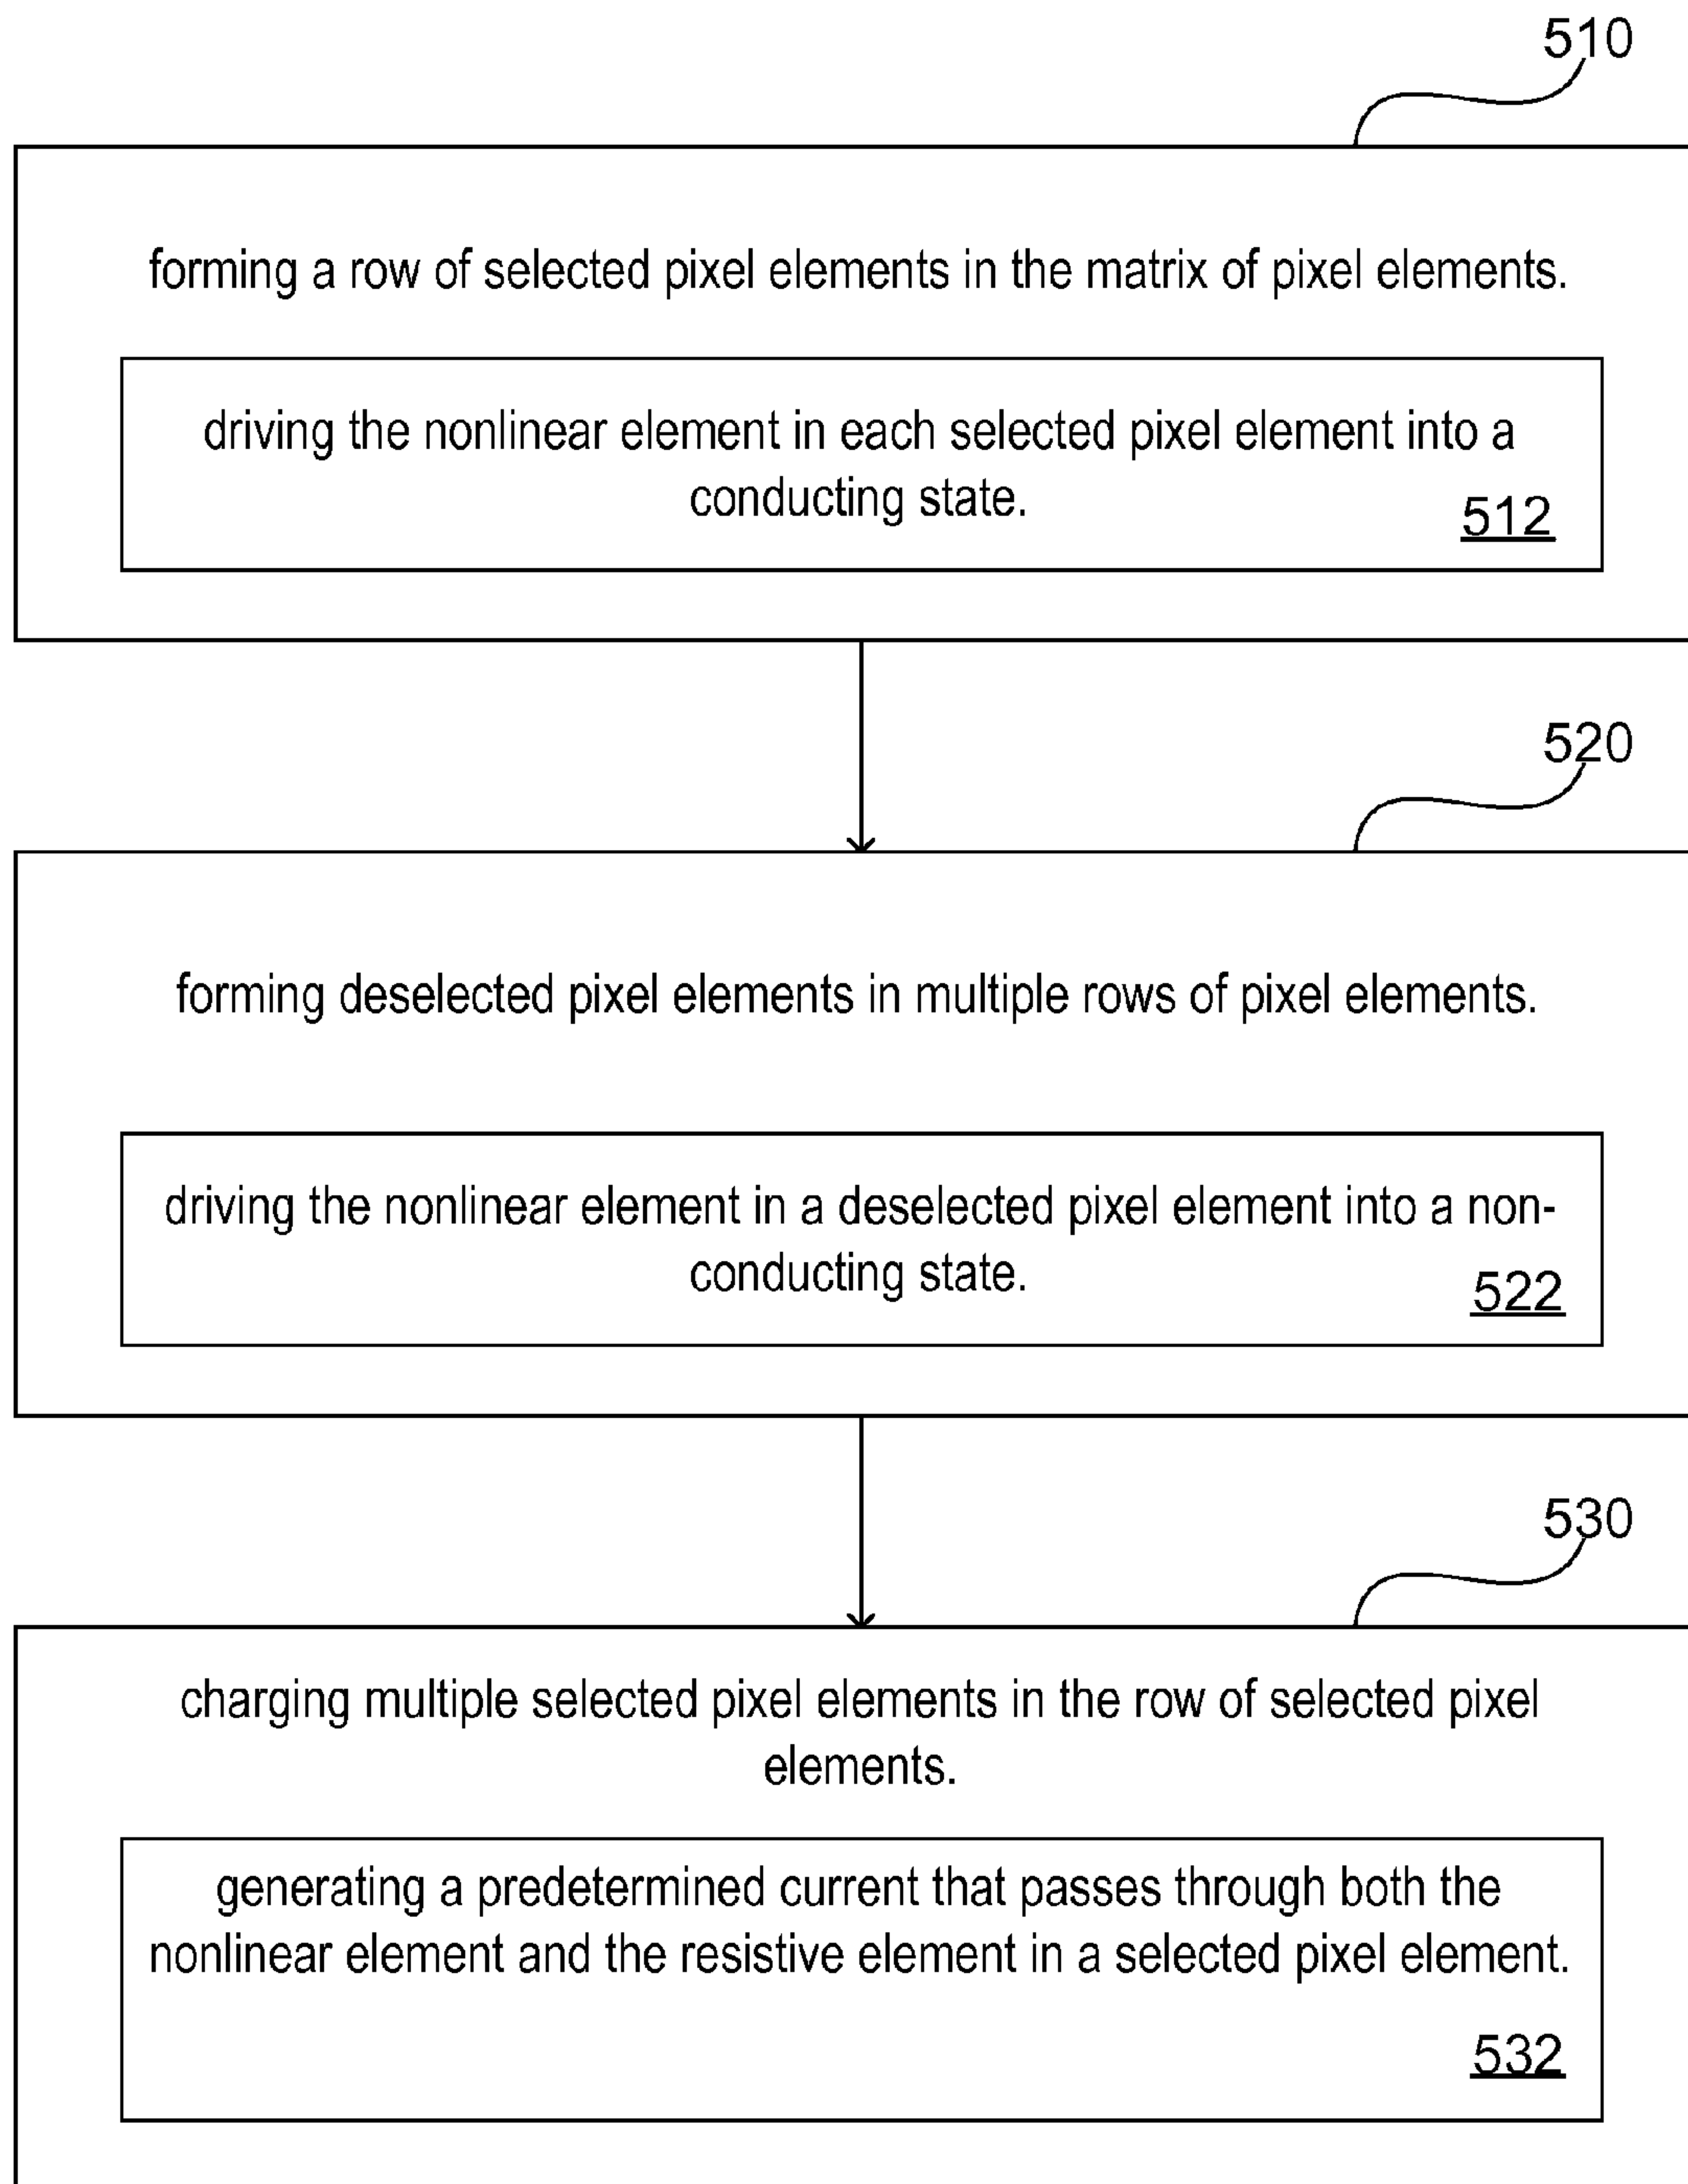 510
forming a row of selected pixel elements in the matrix of pixel elements.
driving the nonlinear element in each selected pixel element into a
conducting state.
512
520
forming deselected pixel elements in multiple rows of pixel elements.
driving the nonlinear element in a deselected pixel element into a non-
conducting state.
522
530
charging multiple selected pixel elements in the row of selected pixel
elements.
generating a predetermined current that passes through both the
nonlinear element and the resistive element in a selected pixel element.
532